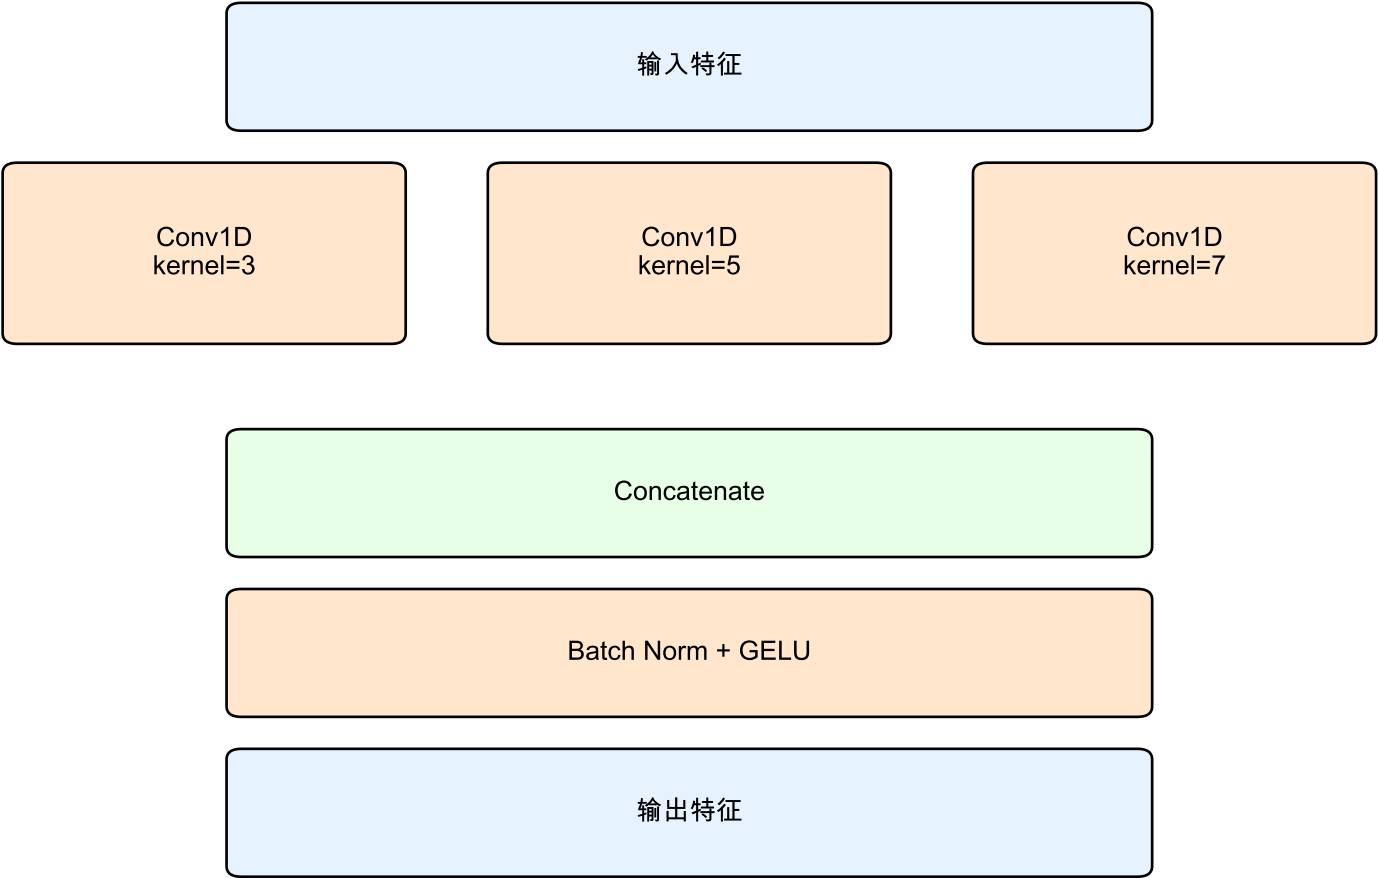 输入特征
Conv1D
kernel=3
Conv1D
kernel=5
Conv1D
kernel=7
Concatenate
Batch Norm + GELU
输出特征